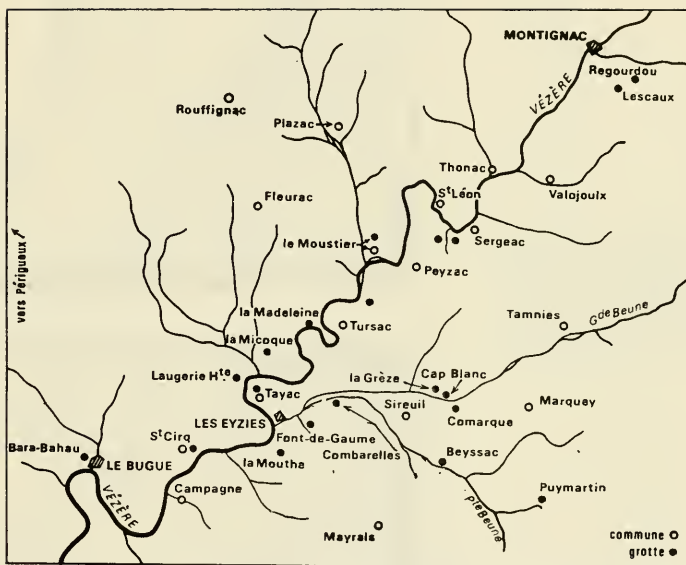 MONTIGNAC
Regourdou
Lescaux
VÉZÈRE
Rouffignac
Plazac
Thonac
Valojoulx
Fleurac
St Léon
Sergeac
le Moustier
Peyzac
vers Périgueux
la Madeleine
Tursac
Tamnies
Gde Beune
la Micoque
la Grèze
Cap Blanc
Laugerie Hte
Tayac
Sireuil
Marquey
Comarque
LES EYZIES
Font-de-Gaume
Combarelles
Beyssac
St Cirq
Bara-Bahau
LE BUGUE
la Mouthe
Campagne
Puymartin
VÉZÈRE
Pte Beune
Mayrals
commune
grotte